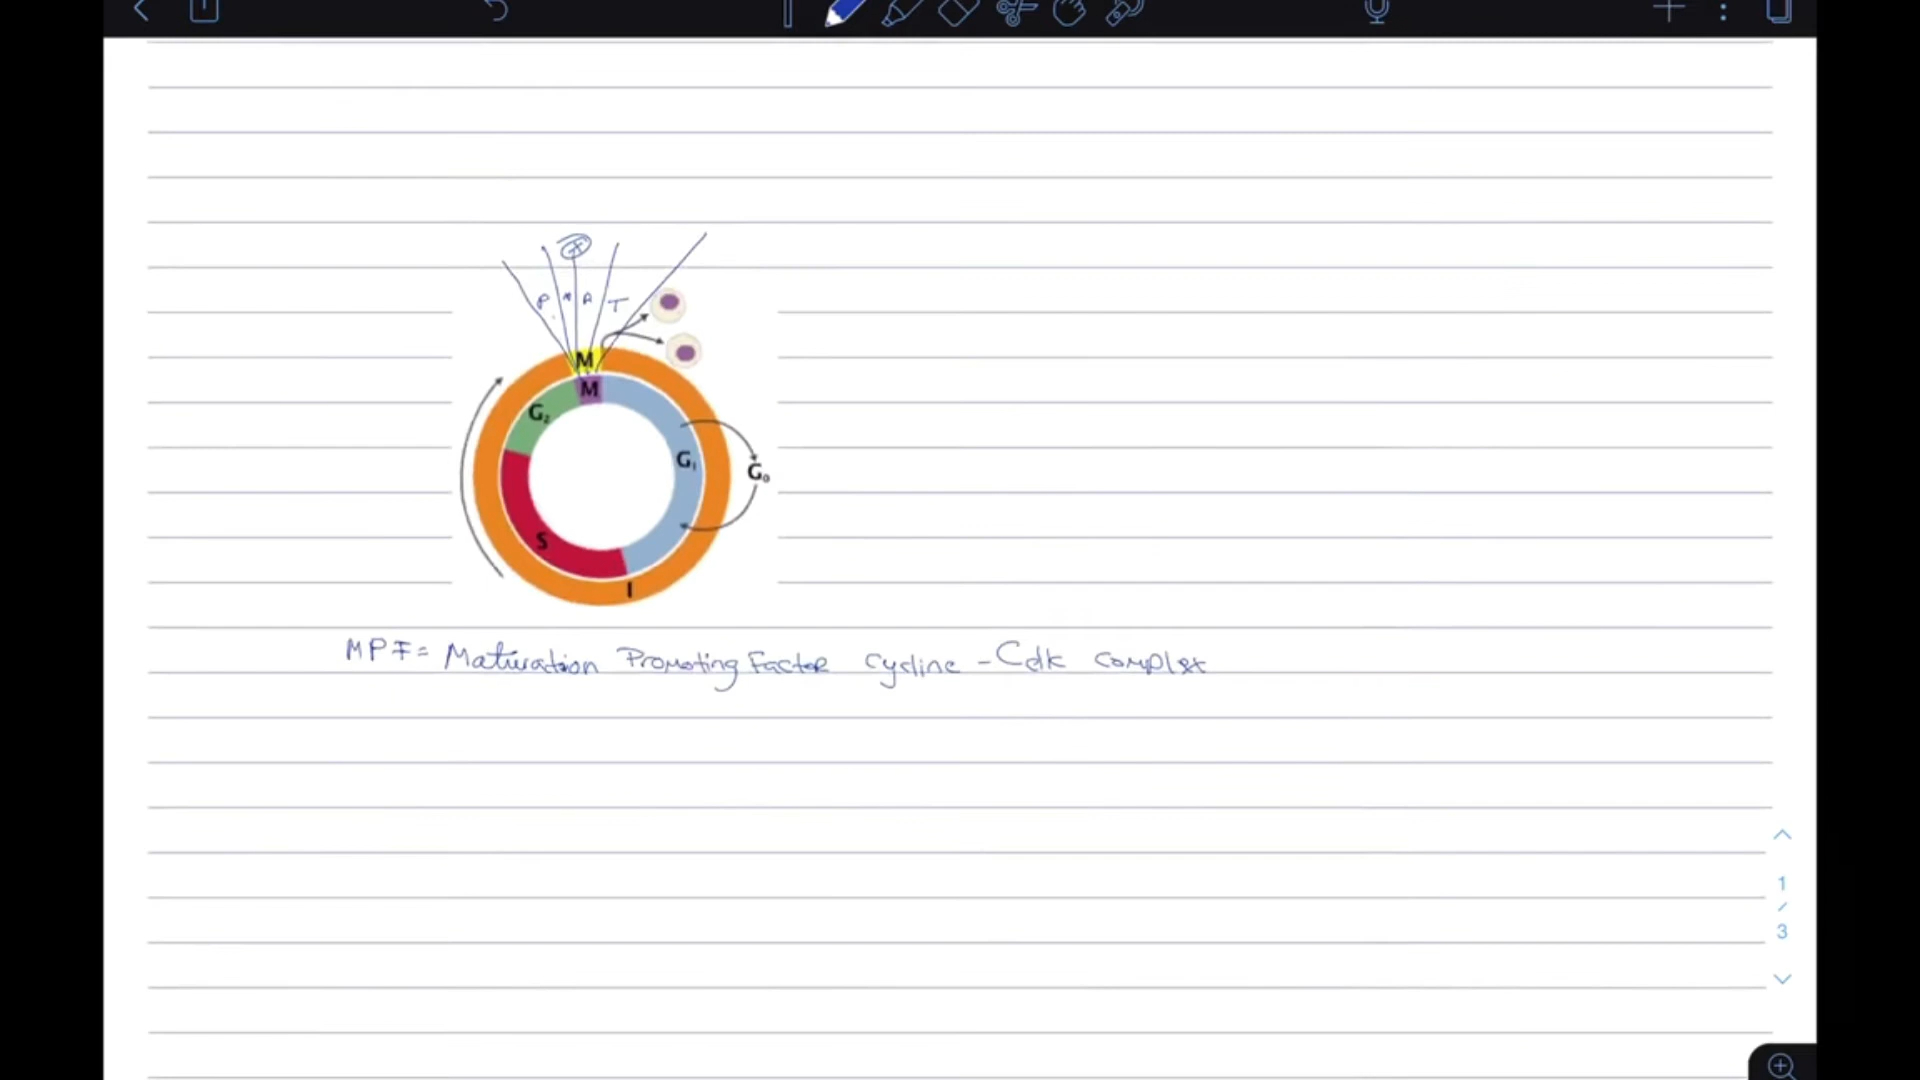 P M A T
M
M
G₂
G₁
G₀
S
I
MPF = Maturation Promoting Factor Cycline - Cdk complex
1
/
3